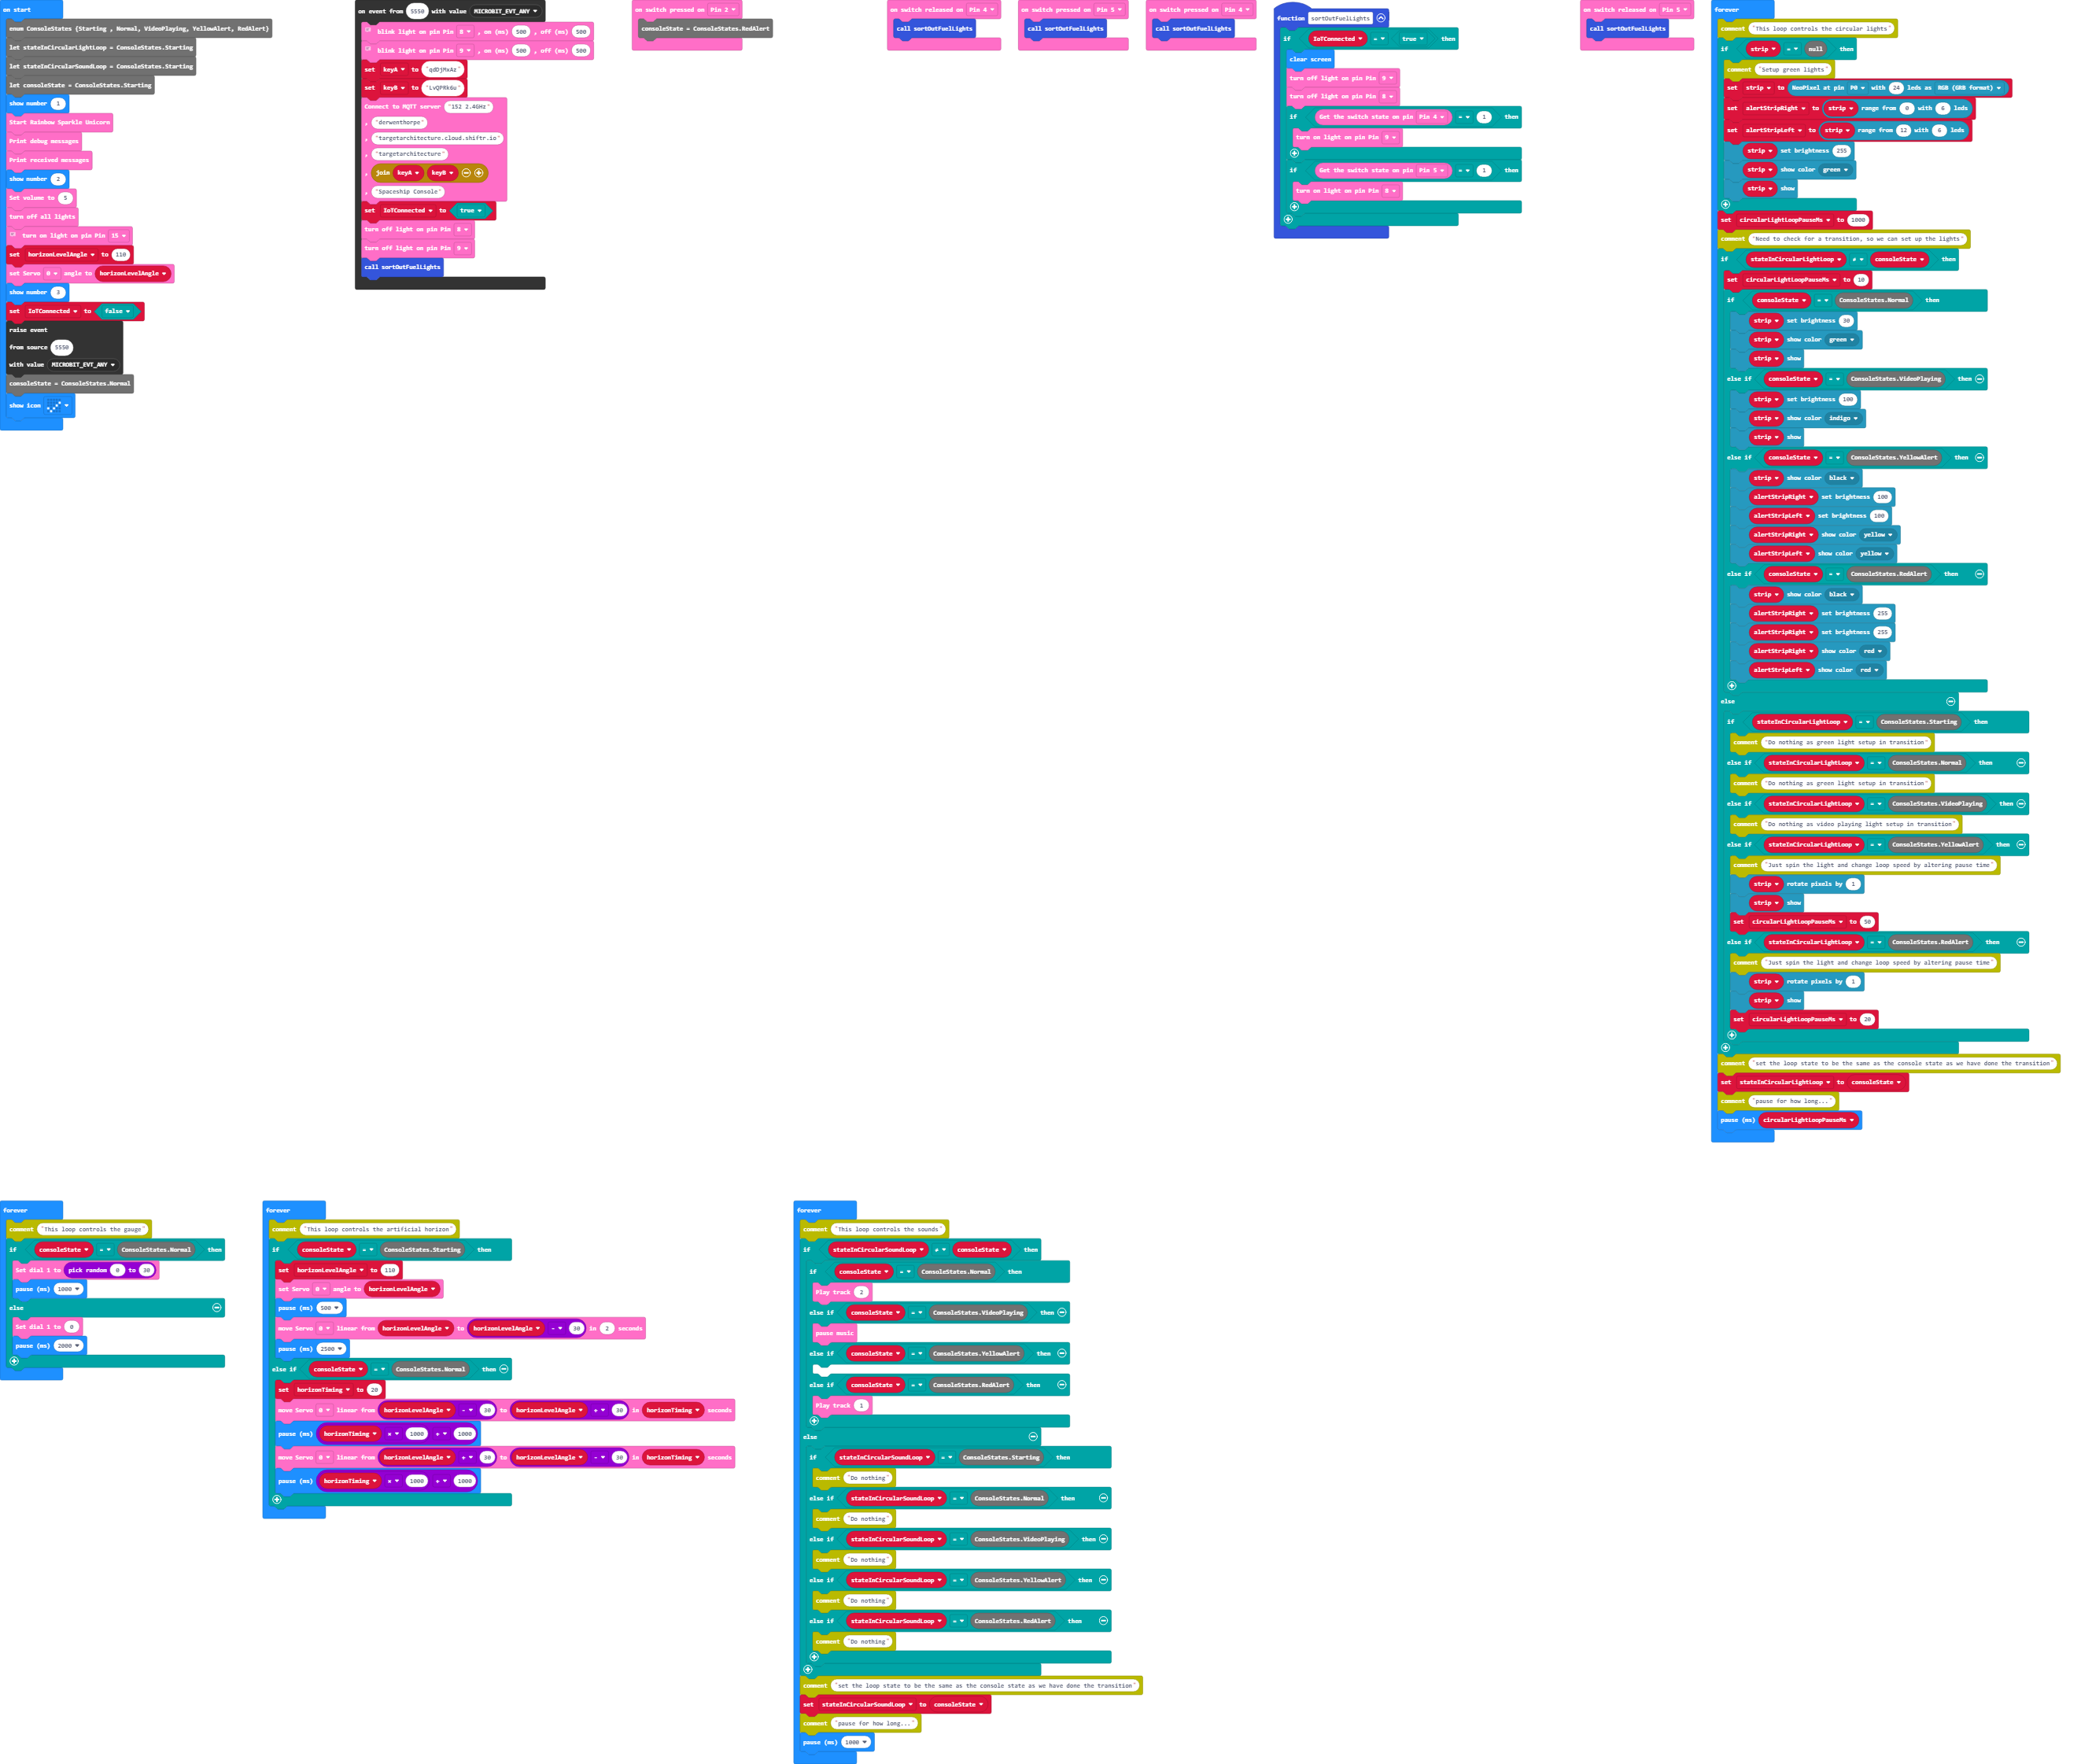 on start
enum ConsoleStates {Starting , Normal, VideoPlaying, YellowAlert, RedAlert}
let stateInCircularLightLoop = ConsoleStates.Starting
let stateInCircularSoundLoop = ConsoleStates.Starting
let consoleState = ConsoleStates.Starting
show number 1
Start Rainbow Sparkle Unicorn
Print debug messages
Print received messages
show number 2
Set volume to 5
turn off all lights
turn on light on pin Pin 15
set horizonLevelAngle to 110
set Servo 0 angle to horizonLevelAngle
show number 3
set IoTConnected to false
raise event
from source 5550
with value MICROBIT_EVT_ANY
consoleState = ConsoleStates.Normal
show icon
on event from 5550 with value MICROBIT_EVT_ANY
blink light on pin Pin 8 , on (ms) 500 , off (ms) 500
blink light on pin Pin 9 , on (ms) 500 , off (ms) 500
set keyA to "qdDjMxAz"
set keyB to "LvQPRk6u"
Connect to MQTT server "152 2.4GHz"
, "derwenthorpe"
, "targetarchitecture.cloud.shiftr.io"
, "targetarchitecture"
, join keyA keyB
, "Spaceship Console"
set IoTConnected to true
turn off light on pin Pin 8
turn off light on pin Pin 9
call sortOutFuelLights
on switch pressed on Pin 2
consoleState = ConsoleStates.RedAlert
on switch released on Pin 4
call sortOutFuelLights
on switch pressed on Pin 5
call sortOutFuelLights
on switch pressed on Pin 4
call sortOutFuelLights
function sortOutFuelLights
if IoTConnected = true then
clear screen
turn off light on pin Pin 9
turn off light on pin Pin 8
if Get the switch state on pin Pin 4 = 1 then
turn on light on pin Pin 9
if Get the switch state on pin Pin 5 = 1 then
turn on light on pin Pin 8
on switch released on Pin 5
call sortOutFuelLights
forever
comment "This loop controls the circular lights"
if strip = null then
comment "Setup green lights"
set strip to NeoPixel at pin P0 with 24 leds as RGB (GRB format)
set alertStripRight to strip range from 0 with 6 leds
set alertStripLeft to strip range from 12 with 6 leds
strip set brightness 255
strip show color green
strip show
set circularLightLoopPauseMs to 1000
comment "Need to check for a transition, so we can set up the lights"
if stateInCircularLightLoop ≠ consoleState then
set circularLightLoopPauseMs to 10
if consoleState = ConsoleStates.Normal then
strip set brightness 30
strip show color green
strip show
else if consoleState = ConsoleStates.VideoPlaying then
strip set brightness 100
strip show color indigo
strip show
else if consoleState = ConsoleStates.YellowAlert then
strip show color black
alertStripRight set brightness 100
alertStripLeft set brightness 100
alertStripRight show color yellow
alertStripLeft show color yellow
else if consoleState = ConsoleStates.RedAlert then
strip show color black
alertStripRight set brightness 255
alertStripRight set brightness 255
alertStripRight show color red
alertStripLeft show color red
else
if stateInCircularLightLoop = ConsoleStates.Starting then
comment "Do nothing as green light setup in transition"
else if stateInCircularLightLoop = ConsoleStates.Normal then
comment "Do nothing as green light setup in transition"
else if stateInCircularLightLoop = ConsoleStates.VideoPlaying then
comment "Do nothing as video playing light setup in transition"
else if stateInCircularLightLoop = ConsoleStates.YellowAlert then
comment "Just spin the light and change loop speed by altering pause time"
strip rotate pixels by 1
strip show
set circularLightLoopPauseMs to 50
else if stateInCircularLightLoop = ConsoleStates.RedAlert then
comment "Just spin the light and change loop speed by altering pause time"
strip rotate pixels by 1
strip show
set circularLightLoopPauseMs to 20
comment "set the loop state to be the same as the console state as we have done the transition"
set stateInCircularLightLoop to consoleState
comment "pause for how long..."
pause (ms) circularLightLoopPauseMs
forever
comment "This loop controls the gauge"
if consoleState = ConsoleStates.Normal then
Set dial 1 to pick random 0 to 30
pause (ms) 1000
else
Set dial 1 to 0
pause (ms) 2000
forever
comment "This loop controls the artificial horizon"
if consoleState = ConsoleStates.Starting then
set horizonLevelAngle to 110
set Servo 0 angle to horizonLevelAngle
pause (ms) 500
move Servo 0 linear from horizonLevelAngle to horizonLevelAngle - 30 in 2 seconds
pause (ms) 2500
else if consoleState = ConsoleStates.Normal then
set horizonTiming to 20
move Servo 0 linear from horizonLevelAngle - 30 to horizonLevelAngle + 30 in horizonTiming seconds
pause (ms) horizonTiming × 1000 + 1000
move Servo 0 linear from horizonLevelAngle + 30 to horizonLevelAngle - 30 in horizonTiming seconds
pause (ms) horizonTiming × 1000 + 1000
forever
comment "This loop controls the sounds"
if stateInCircularSoundLoop ≠ consoleState then
if consoleState = ConsoleStates.Normal then
Play track 2
else if consoleState = ConsoleStates.VideoPlaying then
pause music
else if consoleState = ConsoleStates.YellowAlert then
else if consoleState = ConsoleStates.RedAlert then
Play track 1
else
if stateInCircularSoundLoop = ConsoleStates.Starting then
comment "Do nothing"
else if stateInCircularSoundLoop = ConsoleStates.Normal then
comment "Do nothing"
else if stateInCircularSoundLoop = ConsoleStates.VideoPlaying then
comment "Do nothing"
else if stateInCircularSoundLoop = ConsoleStates.YellowAlert then
comment "Do nothing"
else if stateInCircularSoundLoop = ConsoleStates.RedAlert then
comment "Do nothing"
comment "set the loop state to be the same as the console state as we have done the transition"
set stateInCircularSoundLoop to consoleState
comment "pause for how long..."
pause (ms) 1000